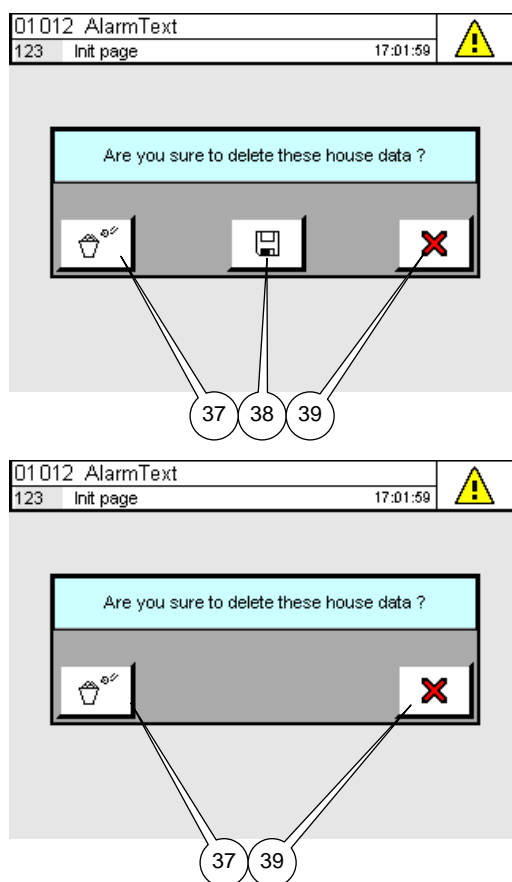 01012 AlarmText
123 Init page 17:01:59
Are you sure to delete these house data ?
37 38 39
01012 AlarmText
123 Init page 17:01:59
Are you sure to delete these house data ?
37 39